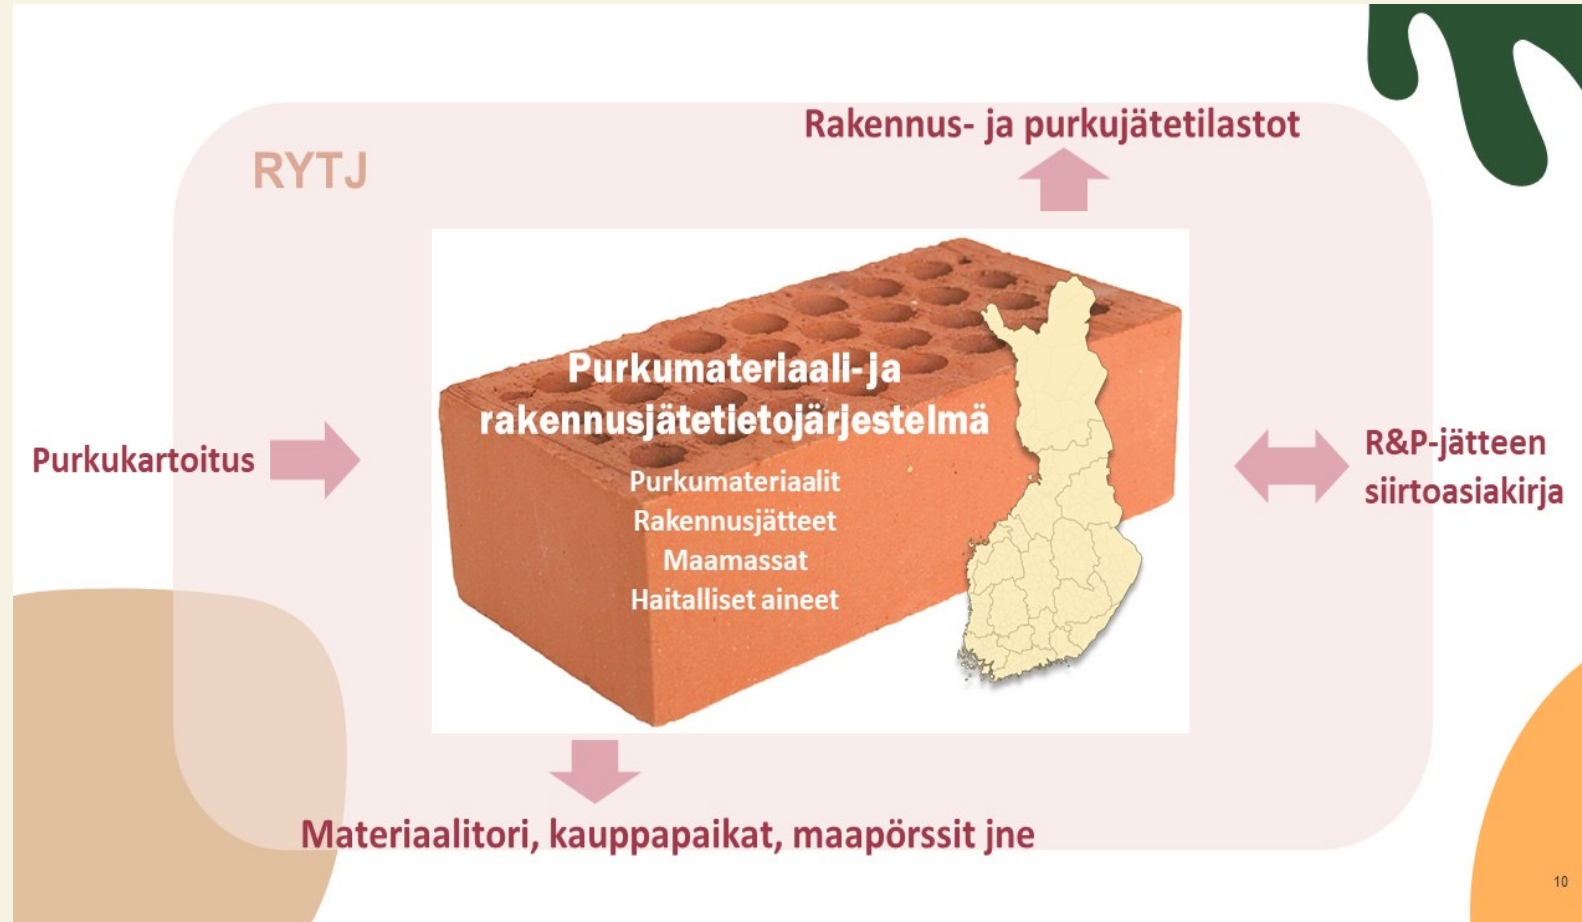 Rakennus- ja purkujätetilastot
RYTJ
Purkumateriaali- ja
rakennusjätetietojärjestelmä
Purkumateriaalit
Rakennusjätteet
Maamassat
Haitalliset aineet
Purkukartoitus
R&P-jätteen
siirtoasiakirja
Materiaalitori, kauppapaikat, maapörssit jne
10